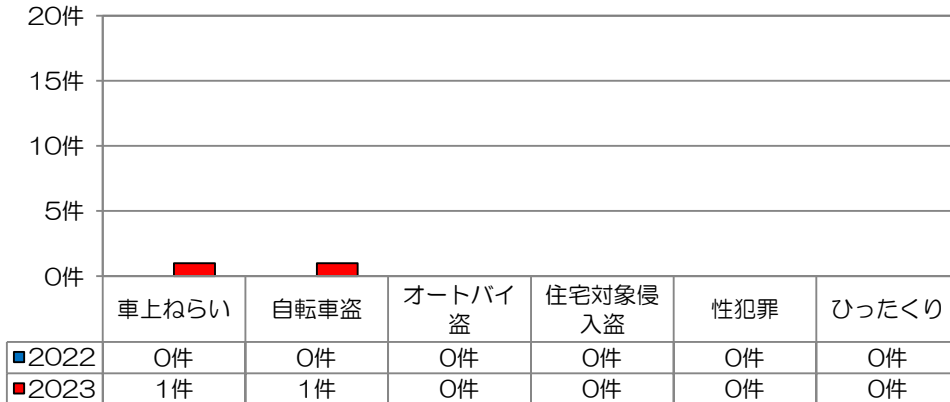 20件
15件
10件
5件
0件
車上ねらい 自転車盗 オートバイ盗 住宅対象侵入盗 性犯罪 ひったくり
2022 0件 0件 0件 0件 0件 0件
2023 1件 1件 0件 0件 0件 0件